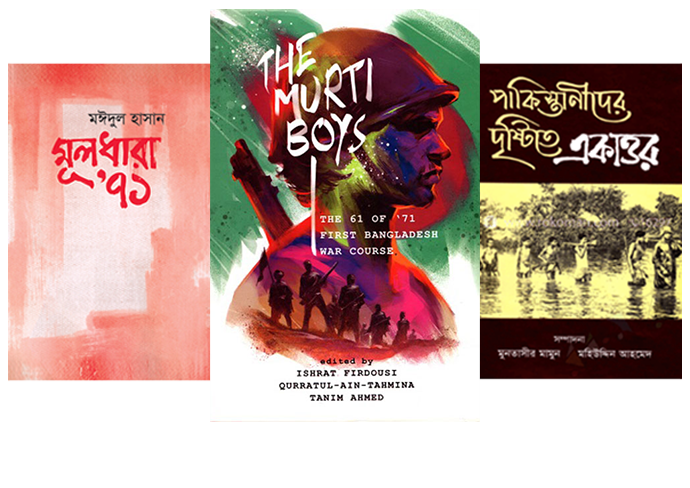 মঈদুল হাসান
মূলধারা
'৭১
THE
MURTI
BOYS
THE 61 OF '71
FIRST BANGLADESH
WAR COURSE
edited by
ISHRAT FIRDOUSI
QURRATUL-AIN-TAHMINA
TANIM AHMED
পাকিস্তানীদের
দৃষ্টিতে একাত্তর
সম্পাদনা
মুনতাসীর মামুন মহিউদ্দিন আহমেদ